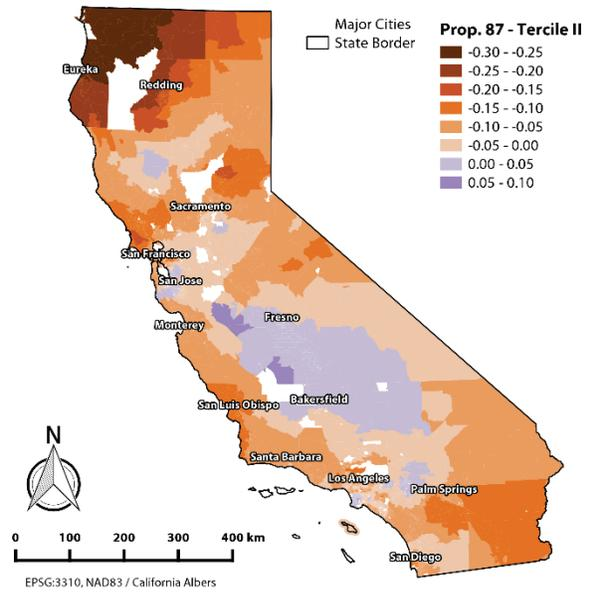 Major Cities
State Border
Prop. 87 - Tercile II
-0.30 - -0.25
-0.25 - -0.20
-0.20 - -0.15
-0.15 - -0.10
-0.10 - -0.05
-0.05 - 0.00
0.00 - 0.05
0.05 - 0.10
Eureka
Redding
Sacramento
San Francisco
San Jose
Monterey
Fresno
San Luis Obispo
Bakersfield
Santa Barbara
Los Angeles
Palm Springs
San Diego
N
0 100 200 300 400 km
EPSG:3310, NAD83 / California Albers